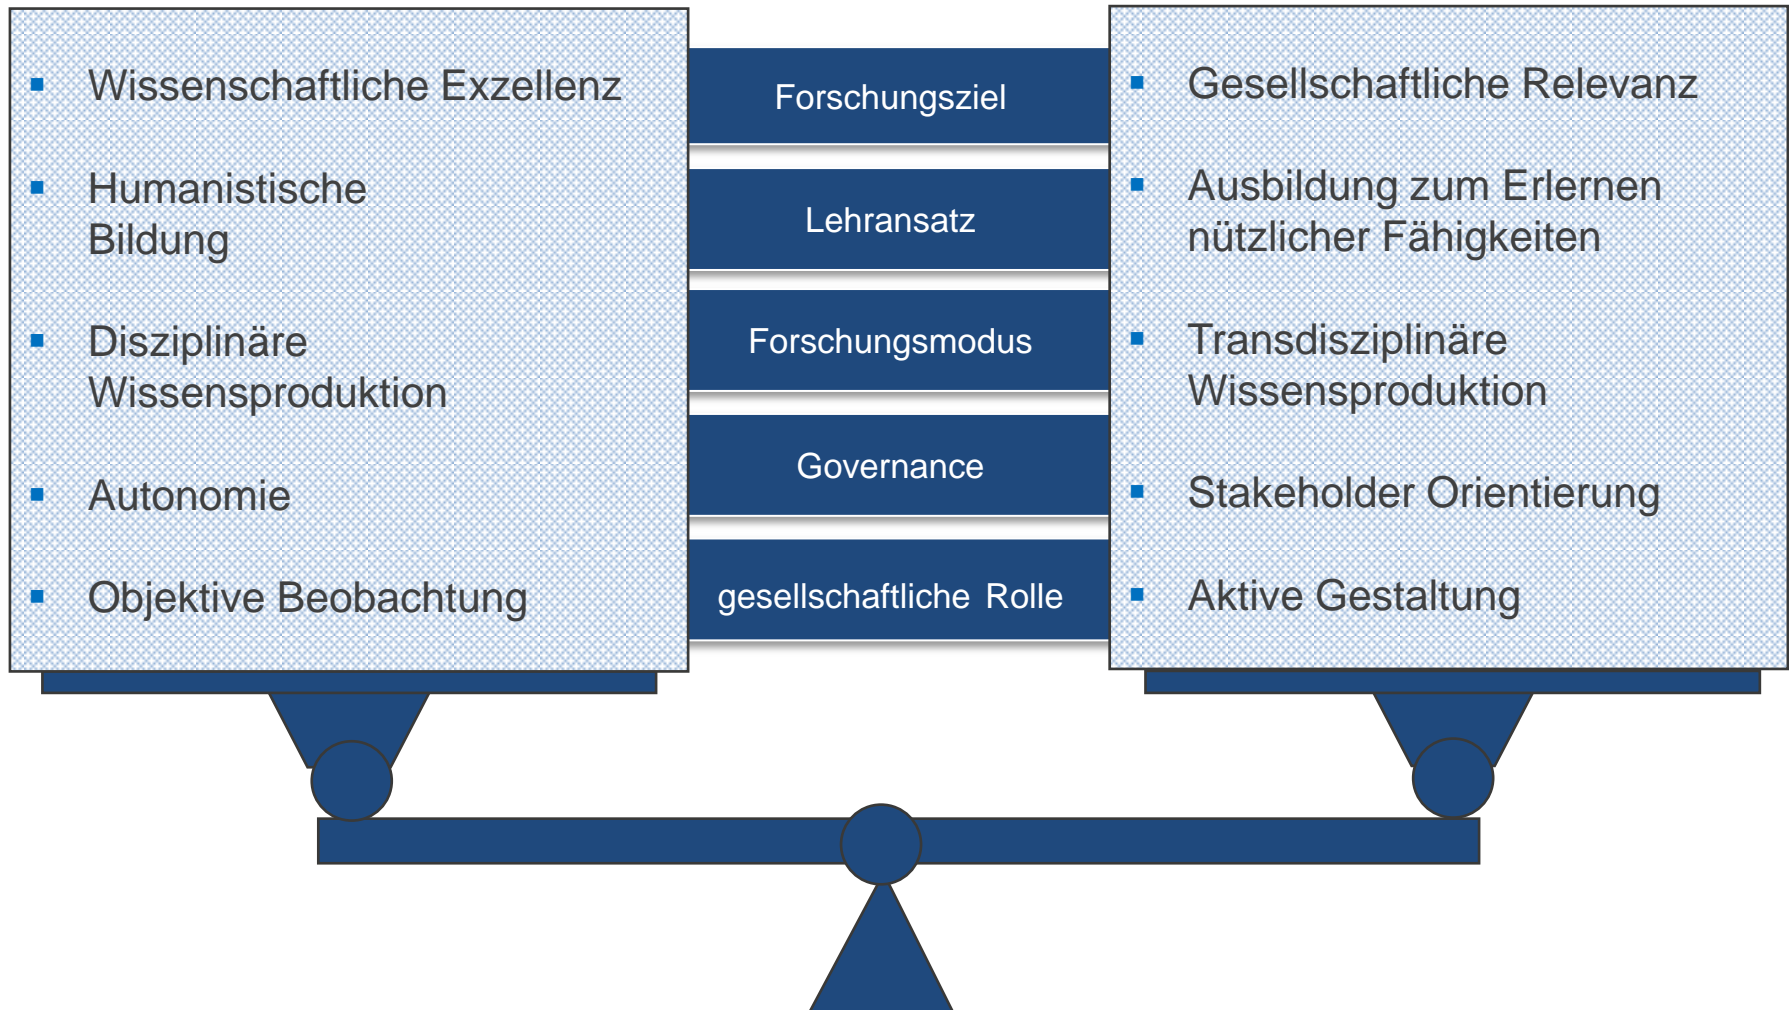 Wissenschaftliche Exzellenz
Humanistische
Bildung
Disziplinäre
Wissensproduktion
Autonomie
Objektive Beobachtung
Forschungsziel
Lehransatz
Forschungsmodus
Governance
gesellschaftliche Rolle
Gesellschaftliche Relevanz
Ausbildung zum Erlernen
nützlicher Fähigkeiten
Transdisziplinäre
Wissensproduktion
Stakeholder Orientierung
Aktive Gestaltung